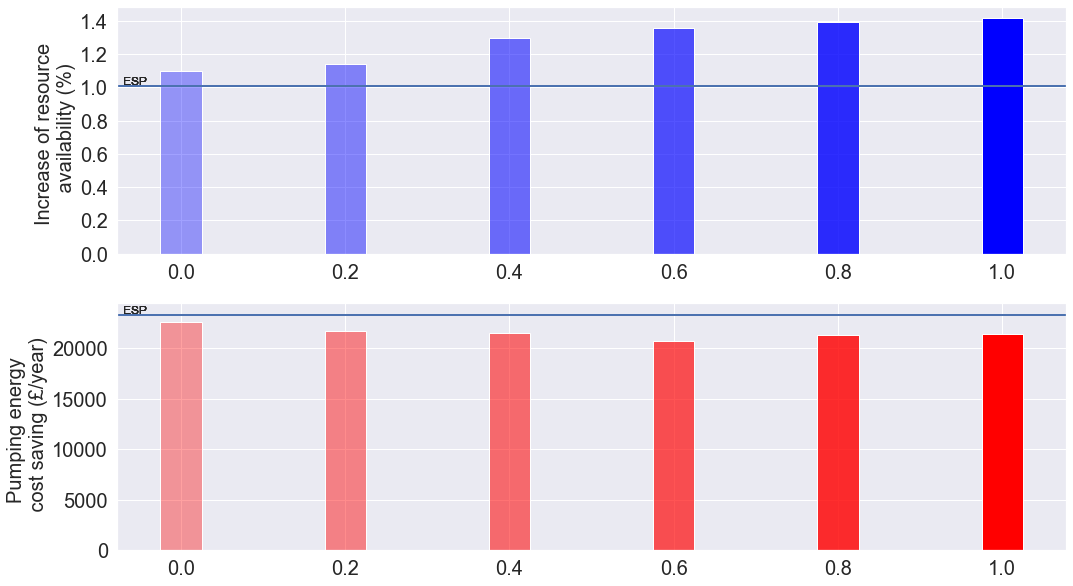 Increase of resource
availability (%)
1.4
1.2
1.0
0.8
0.6
0.4
0.2
0.0
ESP
0.0 0.2 0.4 0.6 0.8 1.0
Pumping energy
cost saving (£/year)
20000
15000
10000
5000
0
ESP
0.0 0.2 0.4 0.6 0.8 1.0